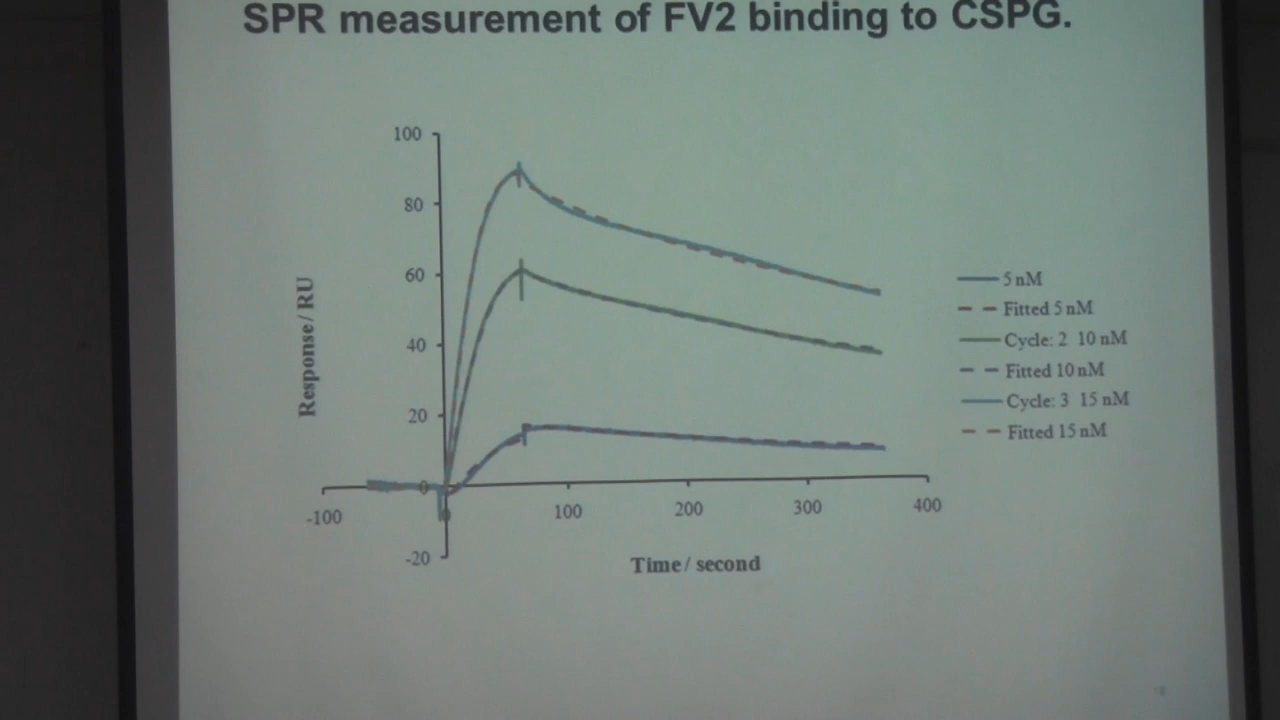 SPR measurement of FV2 binding to CSPG.
100
80
60
40
20
0
-20
-100
0
100
200
300
400
Response/ RU
Time/ second
5 nM
Fitted 5 nM
Cycle: 2 10 nM
Fitted 10 nM
Cycle: 3 15 nM
Fitted 15 nM